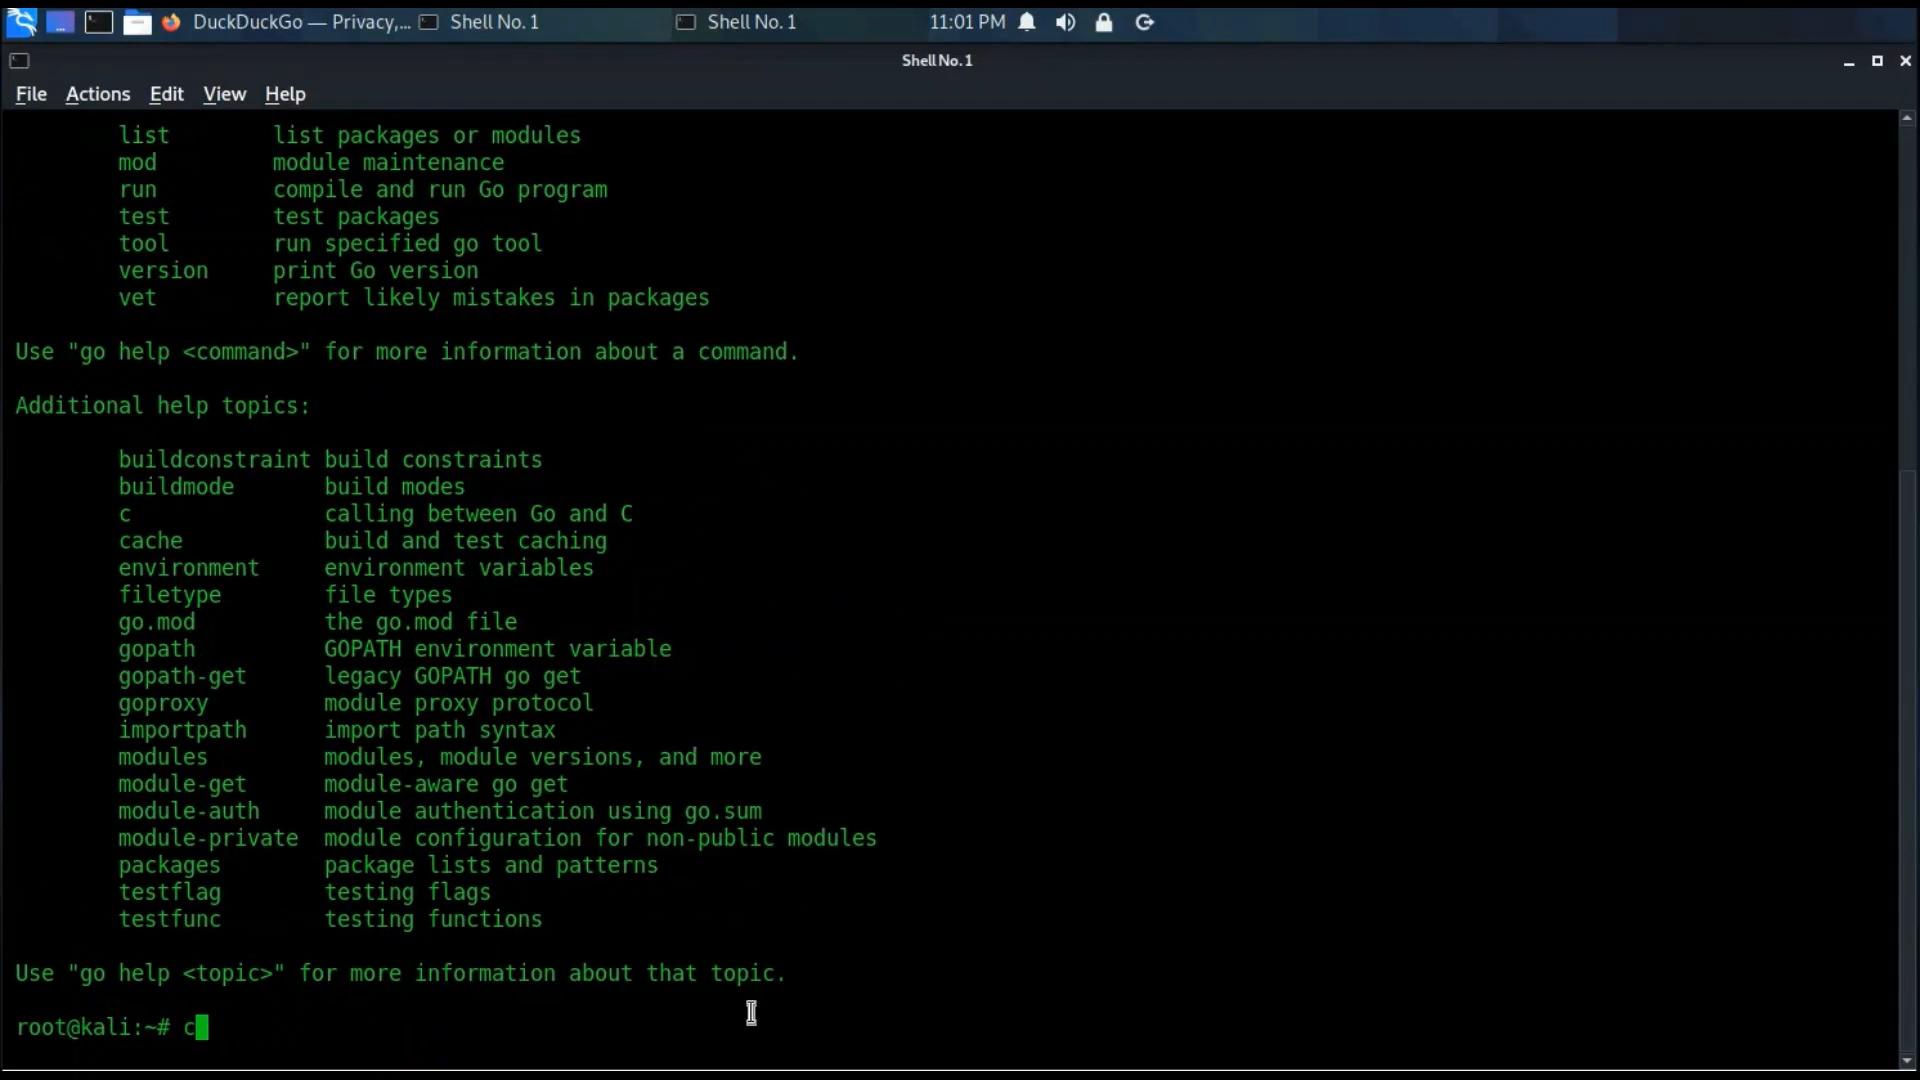 DuckDuckGo — Privacy,... Shell No. 1 Shell No. 1 11:01 PM
Shell No. 1
File Actions Edit View Help
list list packages or modules
mod module maintenance
run compile and run Go program
test test packages
tool run specified go tool
version print Go version
vet report likely mistakes in packages
Use "go help <command>" for more information about a command.
Additional help topics:
buildconstraint build constraints
buildmode build modes
c calling between Go and C
cache build and test caching
environment environment variables
filetype file types
go.mod the go.mod file
gopath GOPATH environment variable
gopath-get legacy GOPATH go get
goproxy module proxy protocol
importpath import path syntax
modules modules, module versions, and more
module-get module-aware go get
module-auth module authentication using go.sum
module-private module configuration for non-public modules
packages package lists and patterns
testflag testing flags
testfunc testing functions
Use "go help <topic>" for more information about that topic.
root@kali:~# c